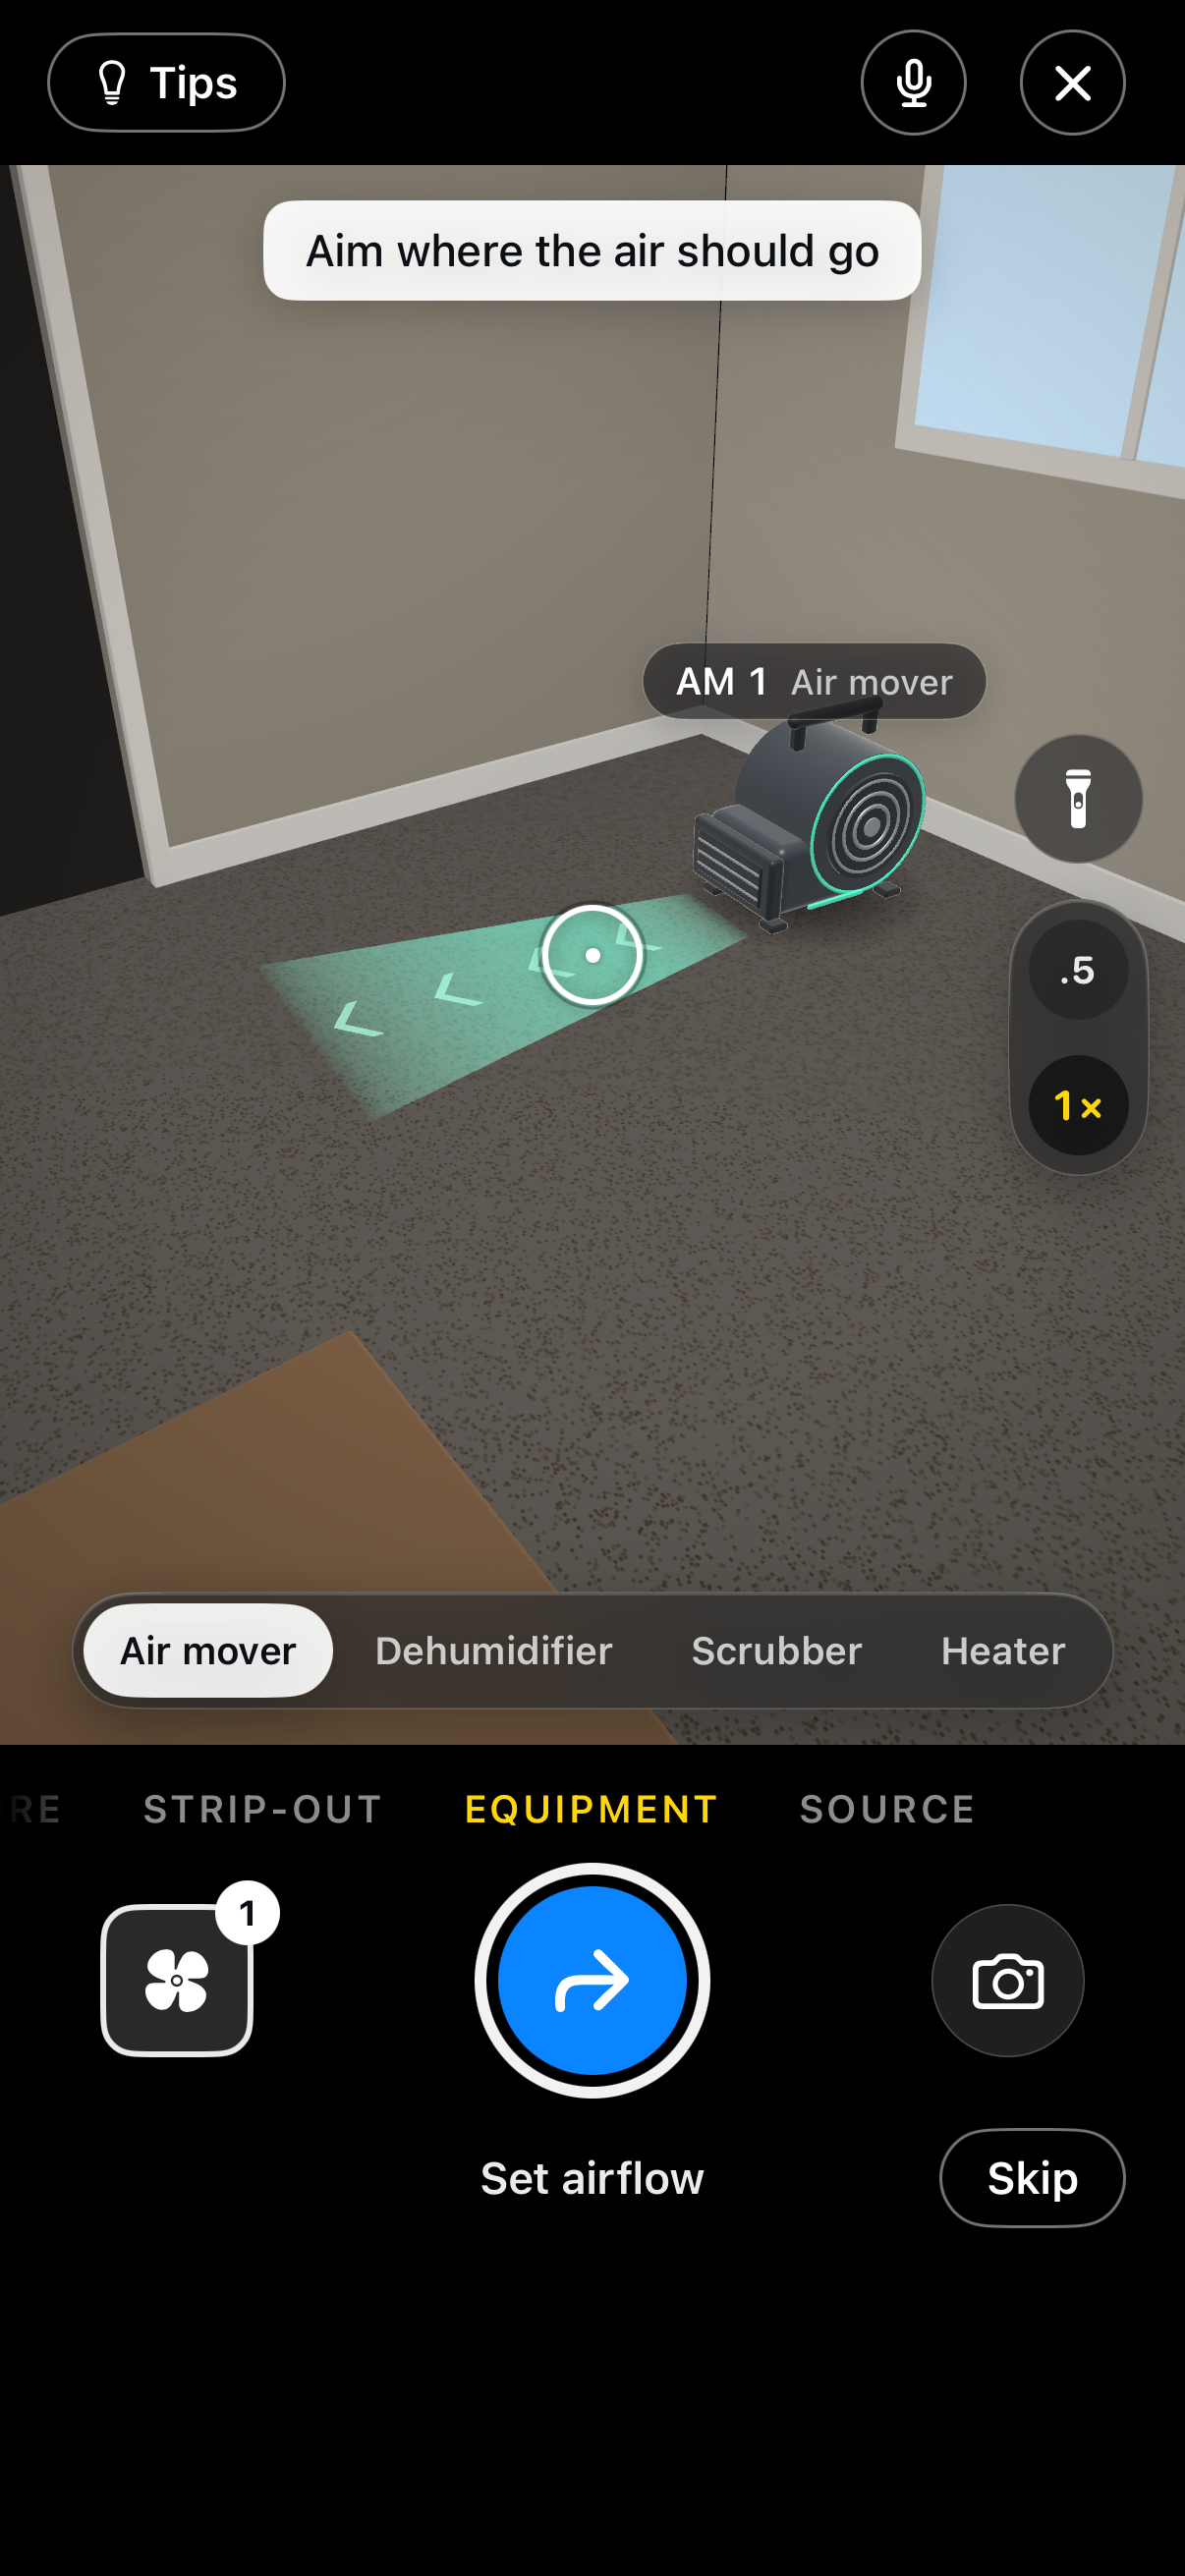 Tips
Aim where the air should go
AM 1 Air mover
.5
1×
Air mover Dehumidifier Scrubber Heater
RE STRIP-OUT EQUIPMENT SOURCE
1
Set airflow
Skip